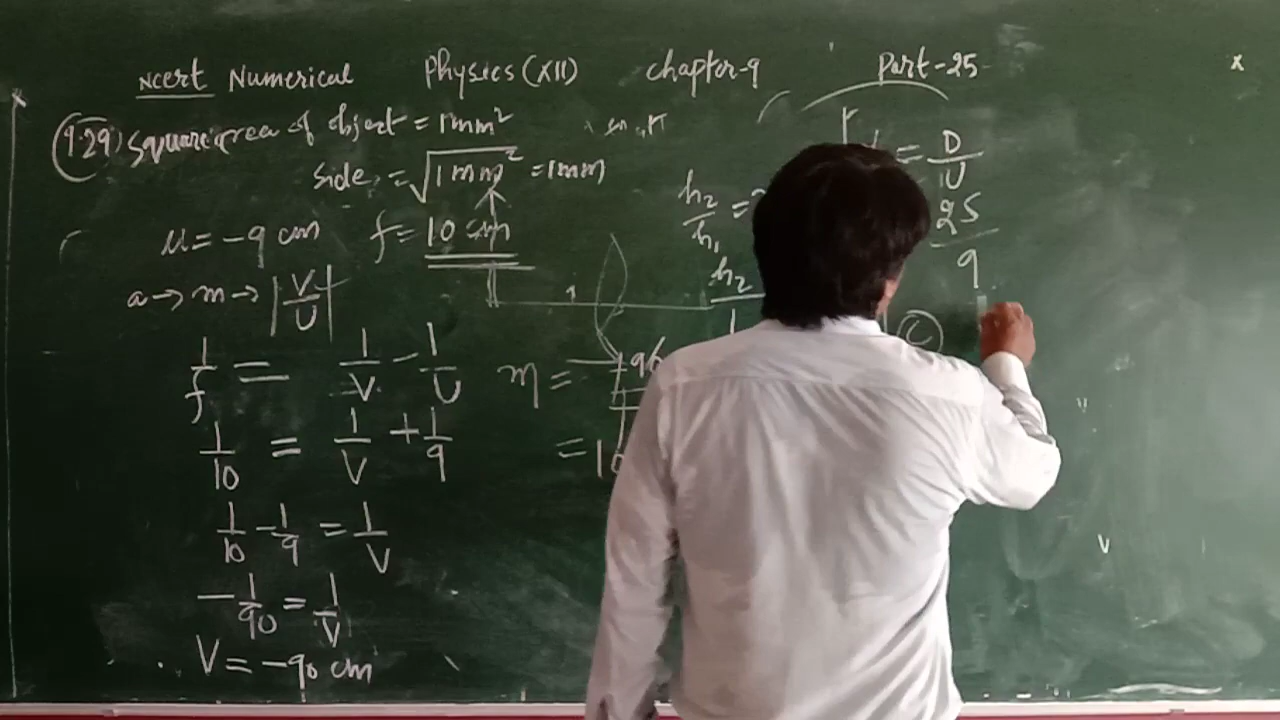 Ncert Numerical Physics (XII) chapter-9 Part-25
9.29) Square area of object = 1mm²
side = √1mm² = 1mm
u = -9 cm f = 10 cm
a → m → |V/U|
1/f = 1/V - 1/U
1/10 = 1/V + 1/9
1/10 - 1/9 = 1/V
-1/90 = 1/V
V = -90 cm
m =
= 10
h₂/h₁ =
h₂
= D/U
25/9
(C)